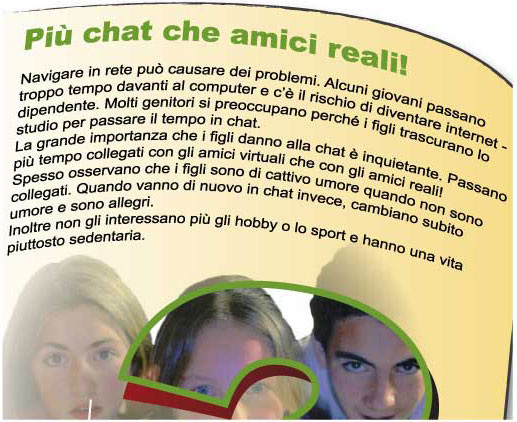 Più chat che amici reali!
Navigare in rete può causare dei problemi. Alcuni giovani passano
troppo tempo davanti al computer e c'è il rischio di diventare internet -
dipendente. Molti genitori si preoccupano perché i figli trascurano lo
studio per passare il tempo in chat.
La grande importanza che i figli danno alla chat è inquietante. Passano
più tempo collegati con gli amici virtuali che con gli amici reali!
Spesso osservano che i figli sono di cattivo umore quando non sono
collegati. Quando vanno di nuovo in chat invece, cambiano subito
umore e sono allegri.
Inoltre non gli interessano più gli hobby o lo sport e hanno una vita
piuttosto sedentaria.